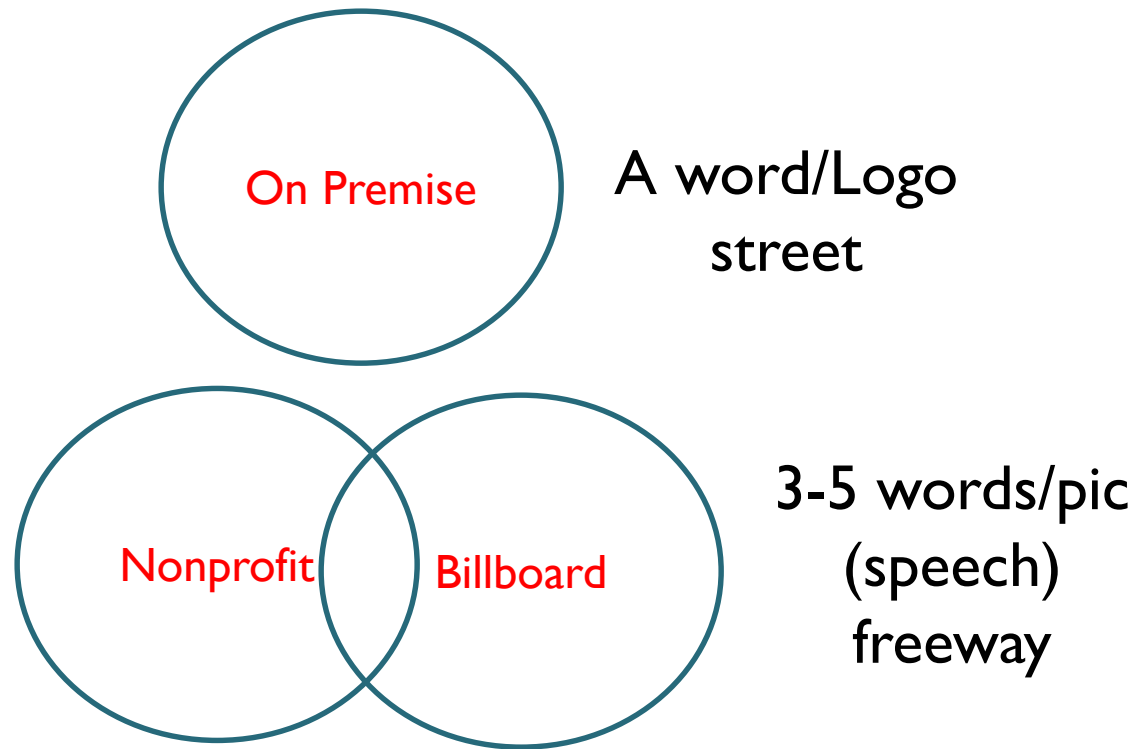 On Premise
A word/Logo
street
Nonprofit
Billboard
3-5 words/pic
(speech)
freeway